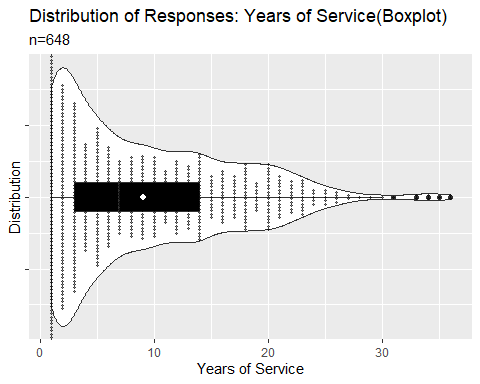 Distribution of Responses: Years of Service(Boxplot)
n=648
Distribution
0 10 20 30
Years of Service